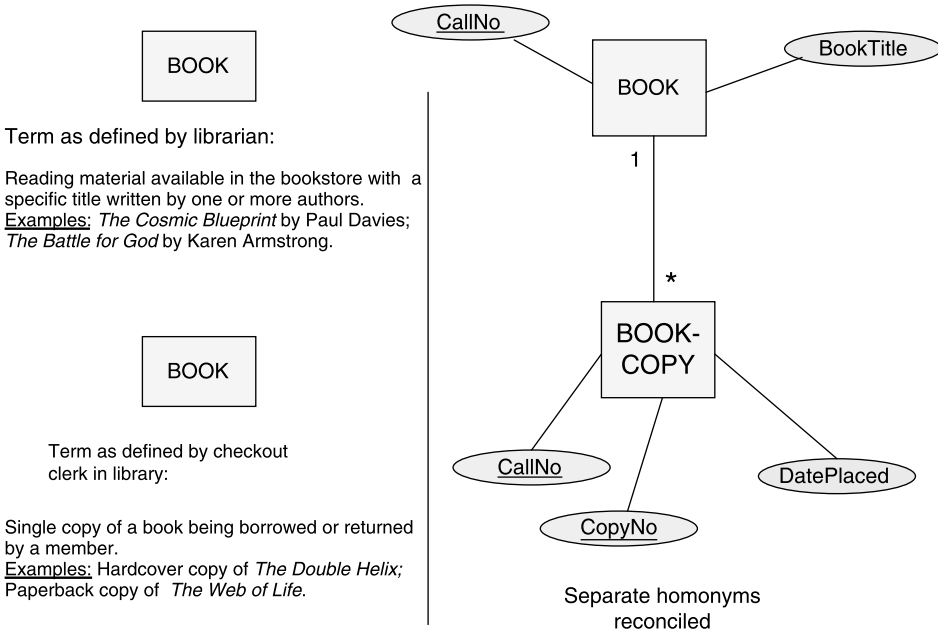 BOOK
Term as defined by librarian:
Reading material available in the bookstore with a
specific title written by one or more authors.
Examples: The Cosmic Blueprint by Paul Davies;
The Battle for God by Karen Armstrong.
BOOK
Term as defined by checkout
clerk in library:
Single copy of a book being borrowed or returned
by a member.
Examples: Hardcover copy of The Double Helix;
Paperback copy of The Web of Life.
CallNo
BookTitle
BOOK
1
*
BOOK-
COPY
CallNo
DatePlaced
CopyNo
Separate homonyms
reconciled